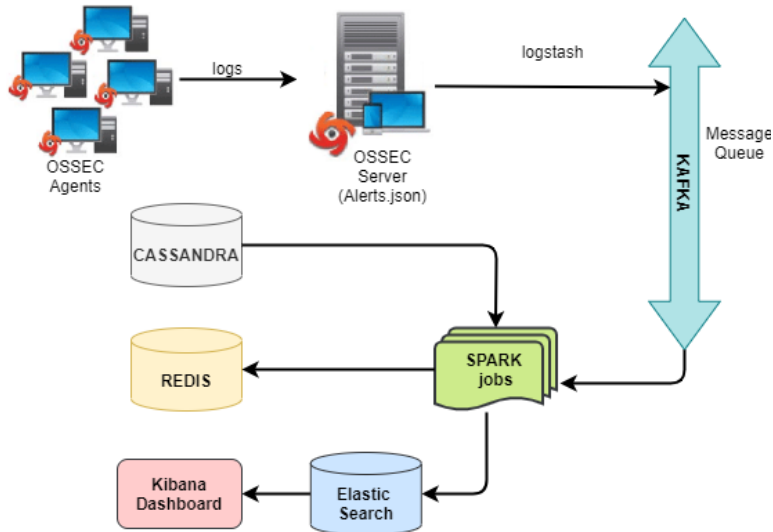 logs
logstash
OSSEC
Agents
OSSEC
Server
(Alerts.json)
KAFKA
Message
Queue
CASSANDRA
REDIS
SPARK
jobs
Kibana
Dashboard
Elastic
Search